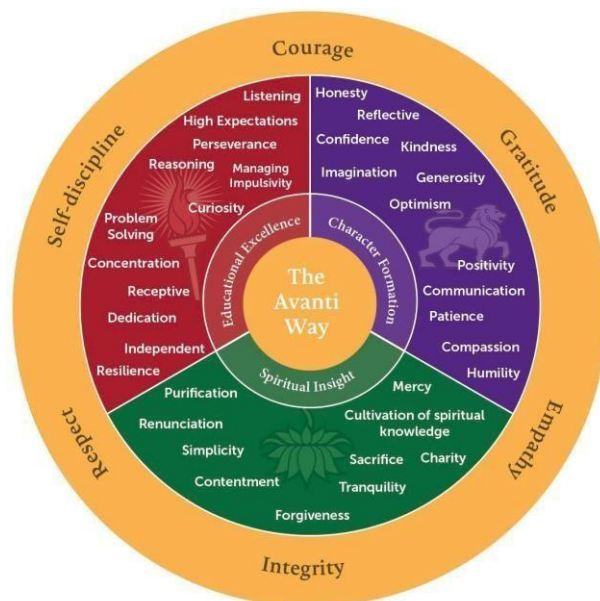 Courage
Gratitude
Empathy
Integrity
Respect
Self-discipline
The
Avanti
Way
Educational Excellence
Character Formation
Spiritual Insight
Listening
High Expectations
Perseverance
Reasoning
Managing
Impulsivity
Curiosity
Problem
Solving
Concentration
Receptive
Dedication
Independent
Resilience
Honesty
Reflective
Confidence
Kindness
Imagination
Generosity
Optimism
Positivity
Communication
Patience
Compassion
Humility
Purification
Mercy
Renunciation
Cultivation of spiritual
knowledge
Simplicity
Sacrifice
Charity
Contentment
Tranquility
Forgiveness